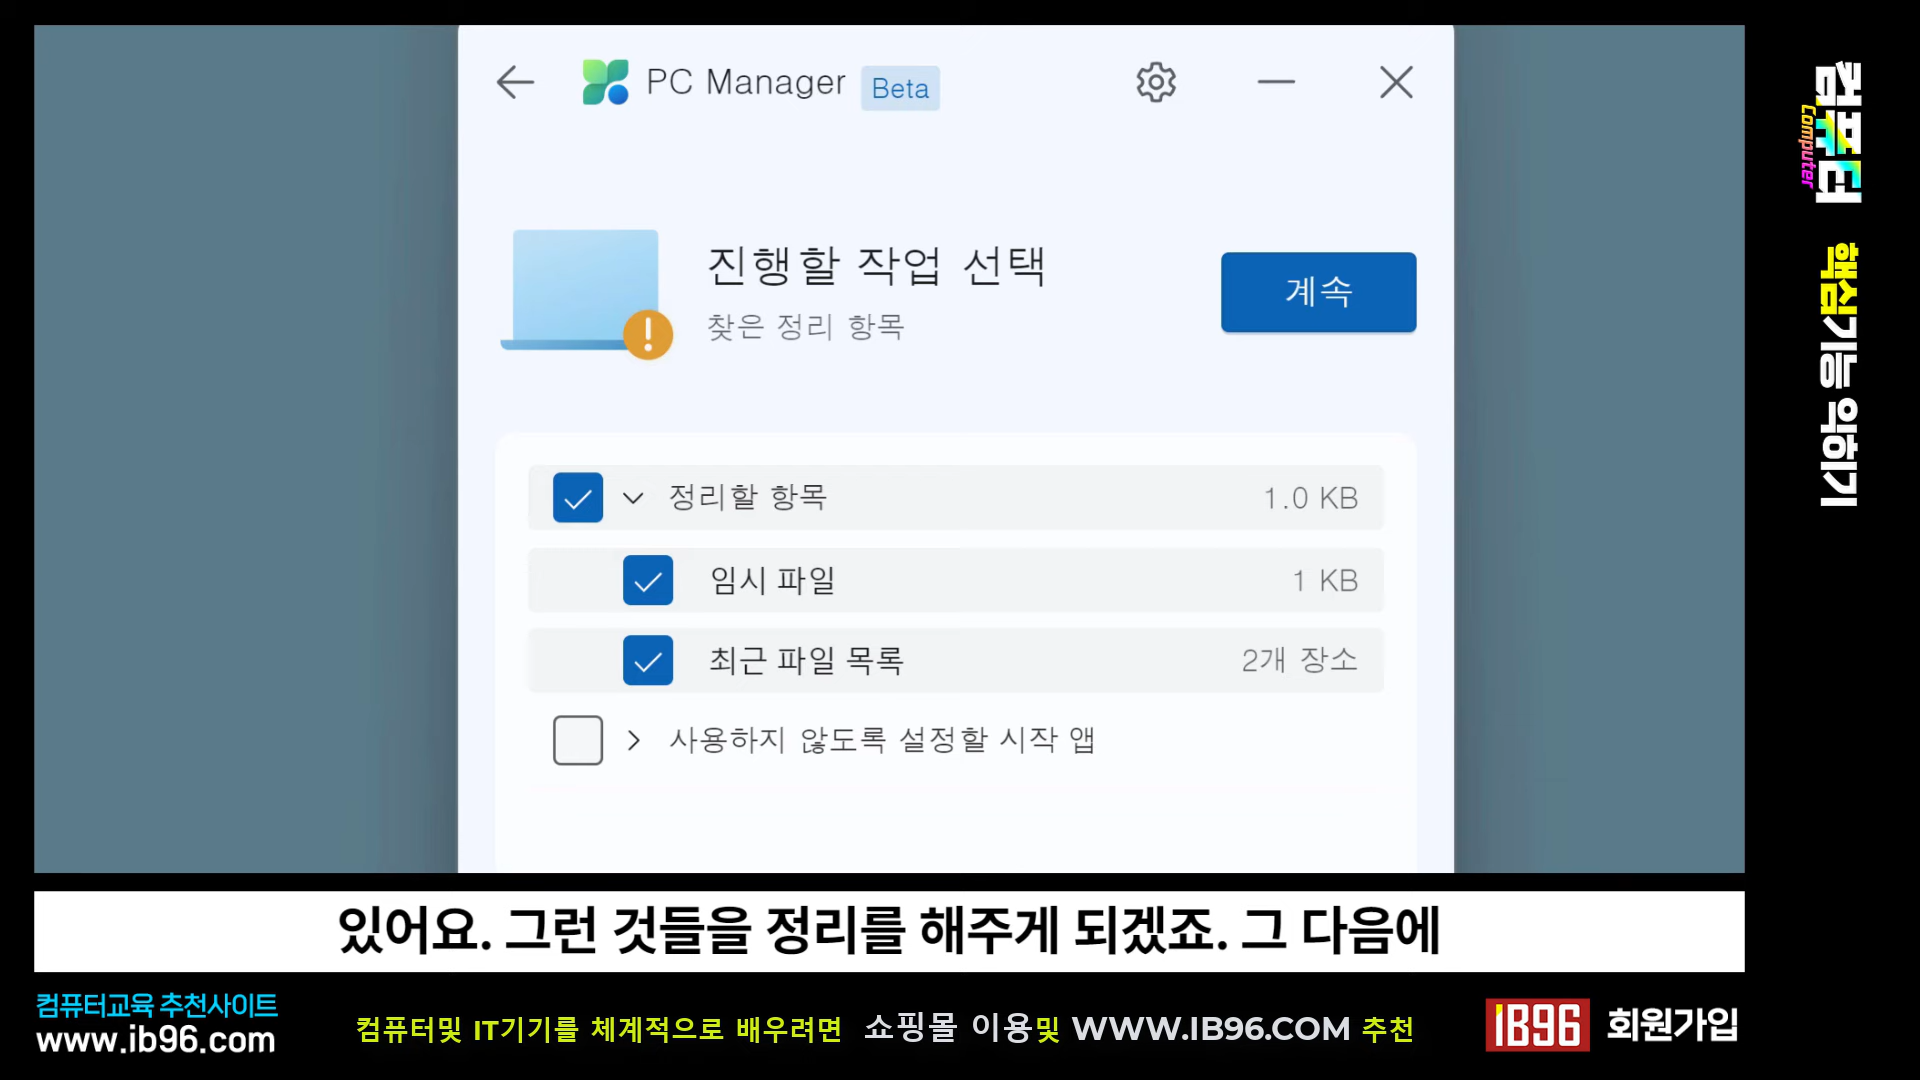 PC Manager Beta
진행할 작업 선택
찾은 정리 항목
계속
정리할 항목 1.0 KB
임시 파일 1 KB
최근 파일 목록 2개 장소
사용하지 않도록 설정할 시작 앱
있어요. 그런 것들을 정리를 해주게 되겠죠. 그 다음에
컴퓨터교육 추천사이트
www.ib96.com
컴퓨터및 IT기기를 체계적으로 배우려면 쇼핑몰 이용및 WWW.IB96.COM 추천
IB96 회원가입
컴퓨터 핵심기능 익히기
Computer